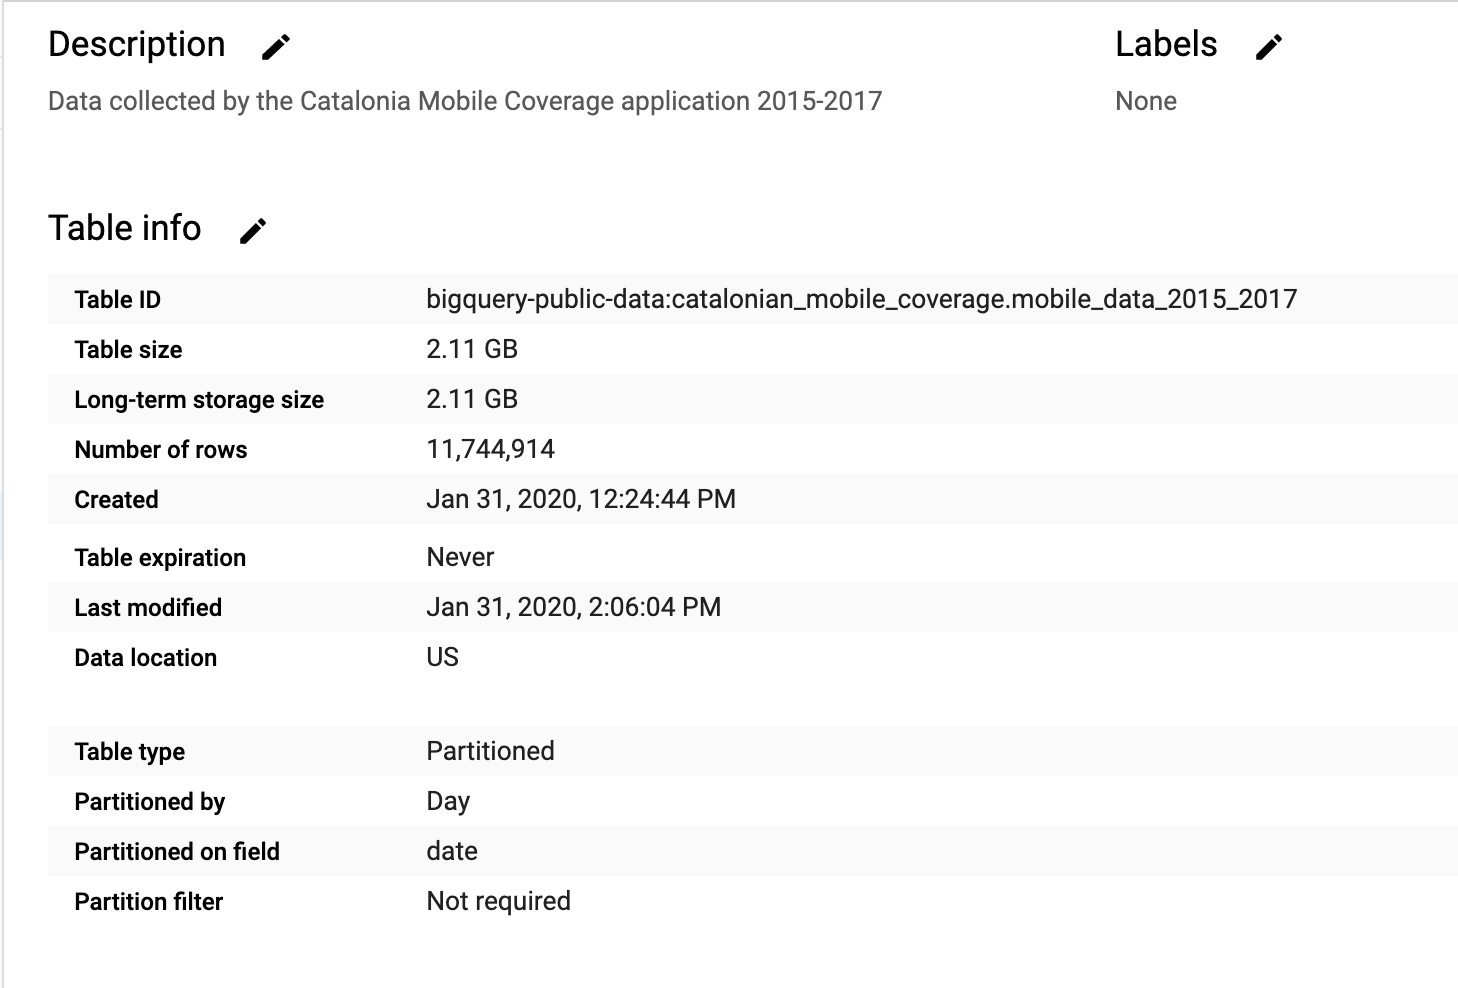 Description
Labels
Data collected by the Catalonia Mobile Coverage application 2015-2017
None
Table info
Table ID bigquery-public-data:catalonian_mobile_coverage.mobile_data_2015_2017
Table size 2.11 GB
Long-term storage size 2.11 GB
Number of rows 11,744,914
Created Jan 31, 2020, 12:24:44 PM
Table expiration Never
Last modified Jan 31, 2020, 2:06:04 PM
Data location US
Table type Partitioned
Partitioned by Day
Partitioned on field date
Partition filter Not required